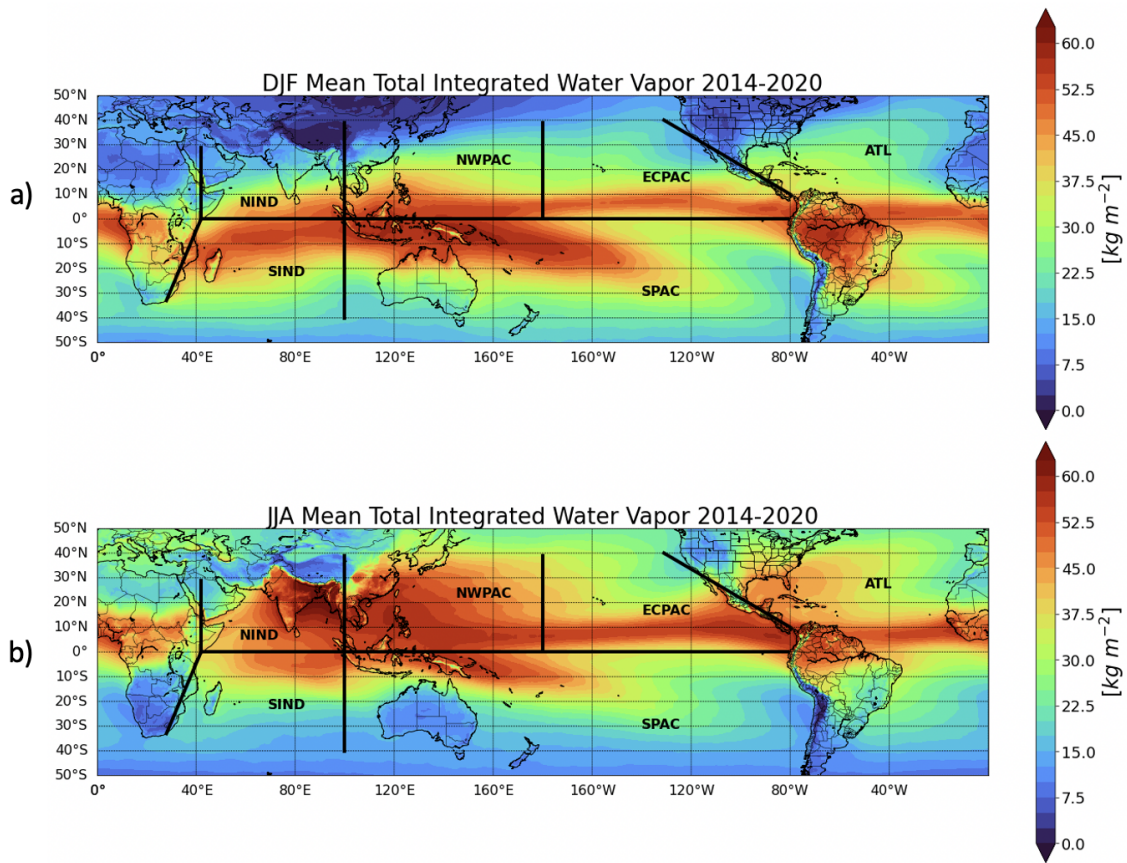 DJF Mean Total Integrated Water Vapor 2014-2020
a)
50°N
40°N
30°N
20°N
10°N
0°
10°S
20°S
30°S
40°S
50°S
NWPAC
ATL
ECPAC
NIND
SIND
SPAC
0° 40°E 80°E 120°E 160°E 160°W 120°W 80°W 40°W
60.0
52.5
45.0
37.5
30.0
22.5
15.0
7.5
0.0
[kg m−2]
JJA Mean Total Integrated Water Vapor 2014-2020
b)
50°N
40°N
30°N
20°N
10°N
0°
10°S
20°S
30°S
40°S
50°S
NWPAC
ATL
ECPAC
NIND
SIND
SPAC
0° 40°E 80°E 120°E 160°E 160°W 120°W 80°W 40°W
60.0
52.5
45.0
37.5
30.0
22.5
15.0
7.5
0.0
[kg m−2]